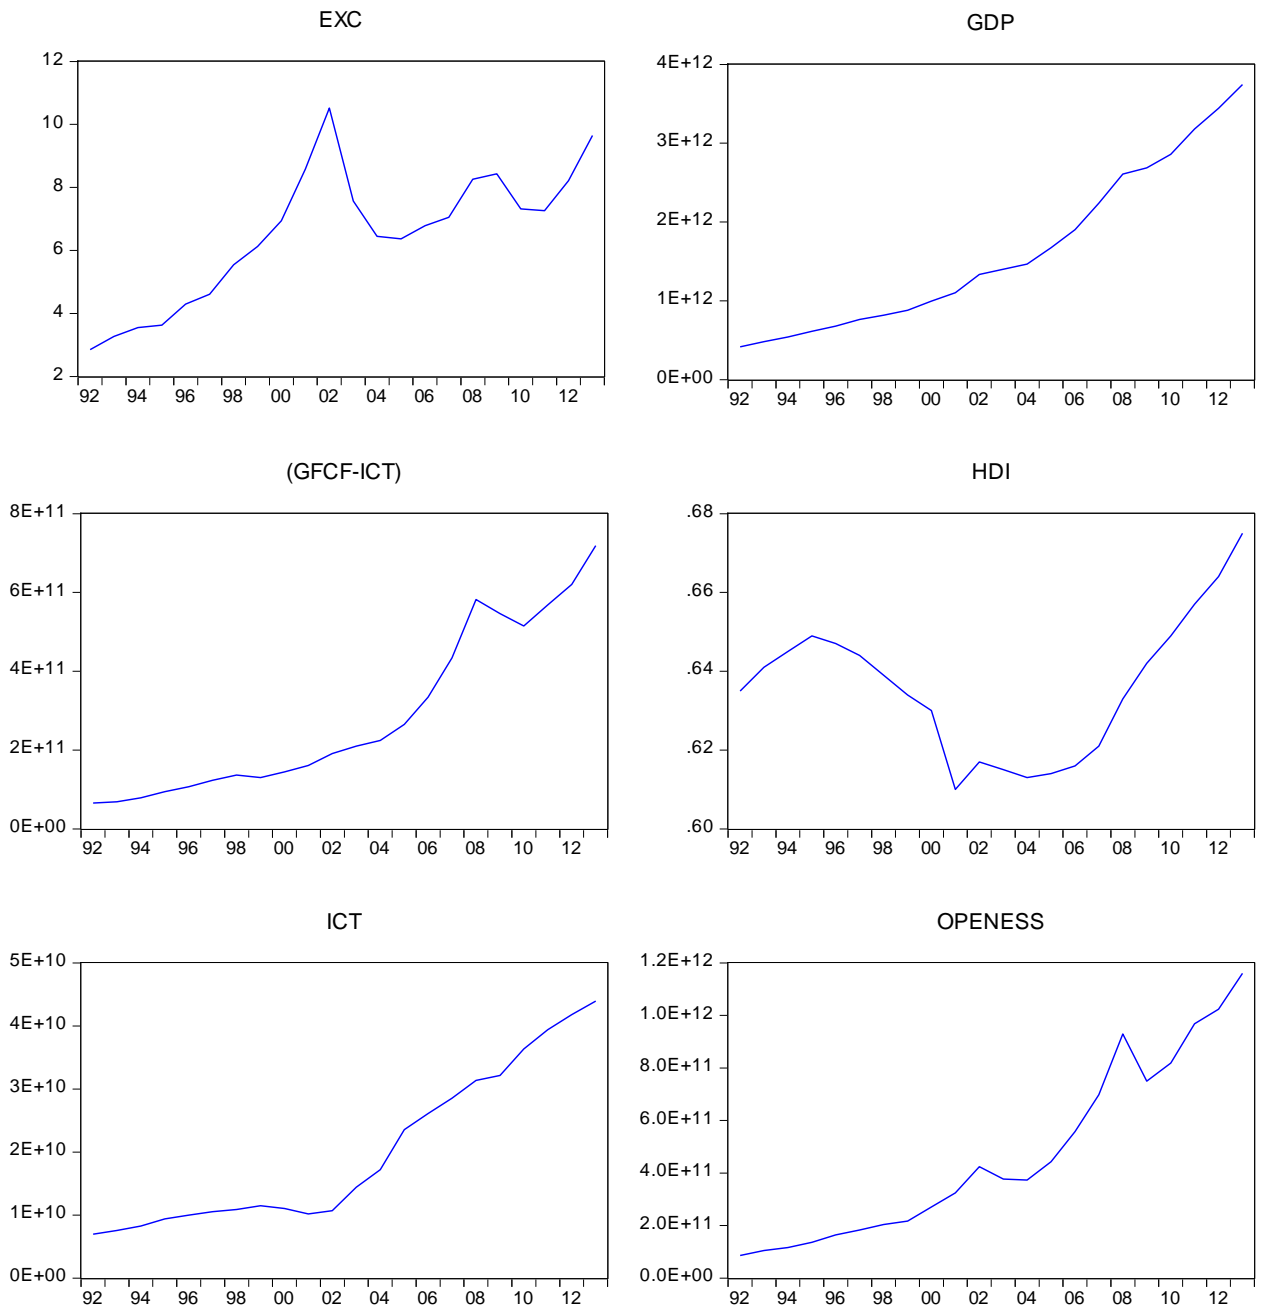 EXC
12
10
8
6
4
2
92 94 96 98 00 02 04 06 08 10 12
GDP
4E+12
3E+12
2E+12
1E+12
0E+00
92 94 96 98 00 02 04 06 08 10 12
(GFCF-ICT)
8E+11
6E+11
4E+11
2E+11
0E+00
92 94 96 98 00 02 04 06 08 10 12
HDI
.68
.66
.64
.62
.60
92 94 96 98 00 02 04 06 08 10 12
ICT
5E+10
4E+10
3E+10
2E+10
1E+10
0E+00
92 94 96 98 00 02 04 06 08 10 12
OPENESS
1.2E+12
1.0E+12
8.0E+11
6.0E+11
4.0E+11
2.0E+11
0.0E+00
92 94 96 98 00 02 04 06 08 10 12